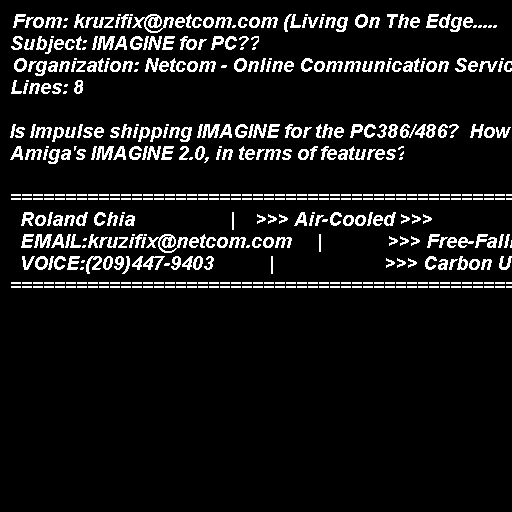 From: kruzifix@netcom.com (Living On The Edge.....
Subject: IMAGINE for PC??
Organization: Netcom - Online Communication Servic
Lines: 8
Is Impulse shipping IMAGINE for the PC386/486?  How
Amiga's IMAGINE 2.0, in terms of features?
==================================================
Roland Chia | >>> Air-Cooled >>>
EMAIL:kruzifix@netcom.com | >>> Free-Fall
VOICE:(209)447-9403 | >>> Carbon U
==================================================